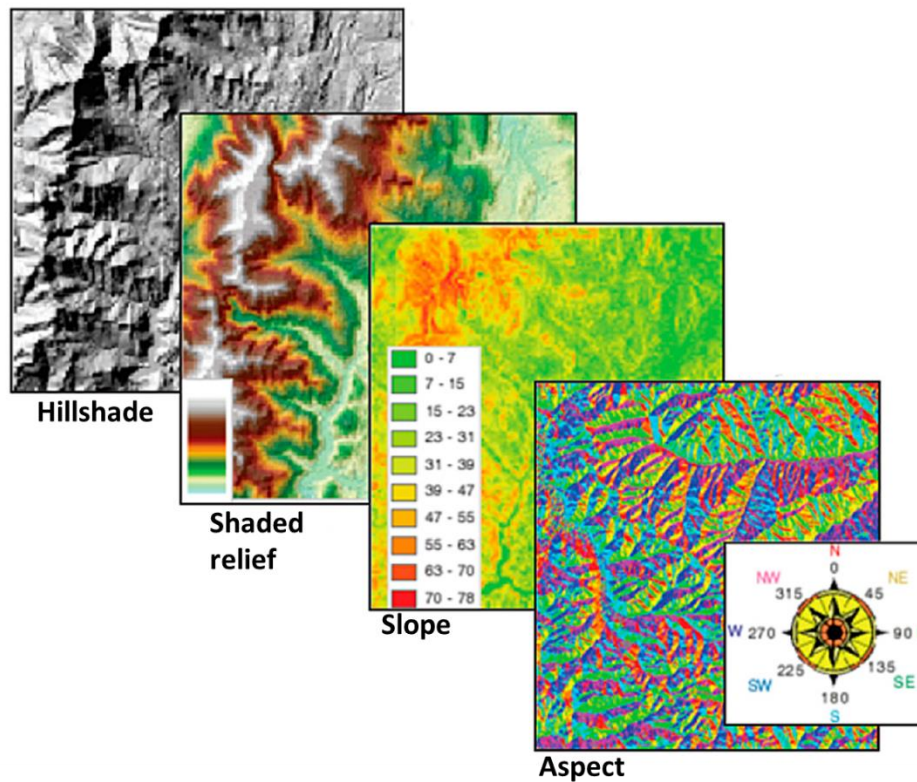 Hillshade
Shaded
relief
0 - 7
7 - 15
15 - 23
23 - 31
31 - 39
39 - 47
47 - 55
55 - 63
63 - 70
70 - 78
Slope
N
0
NW
NE
315
45
W
270
90
225
135
SW
SE
180
S
Aspect